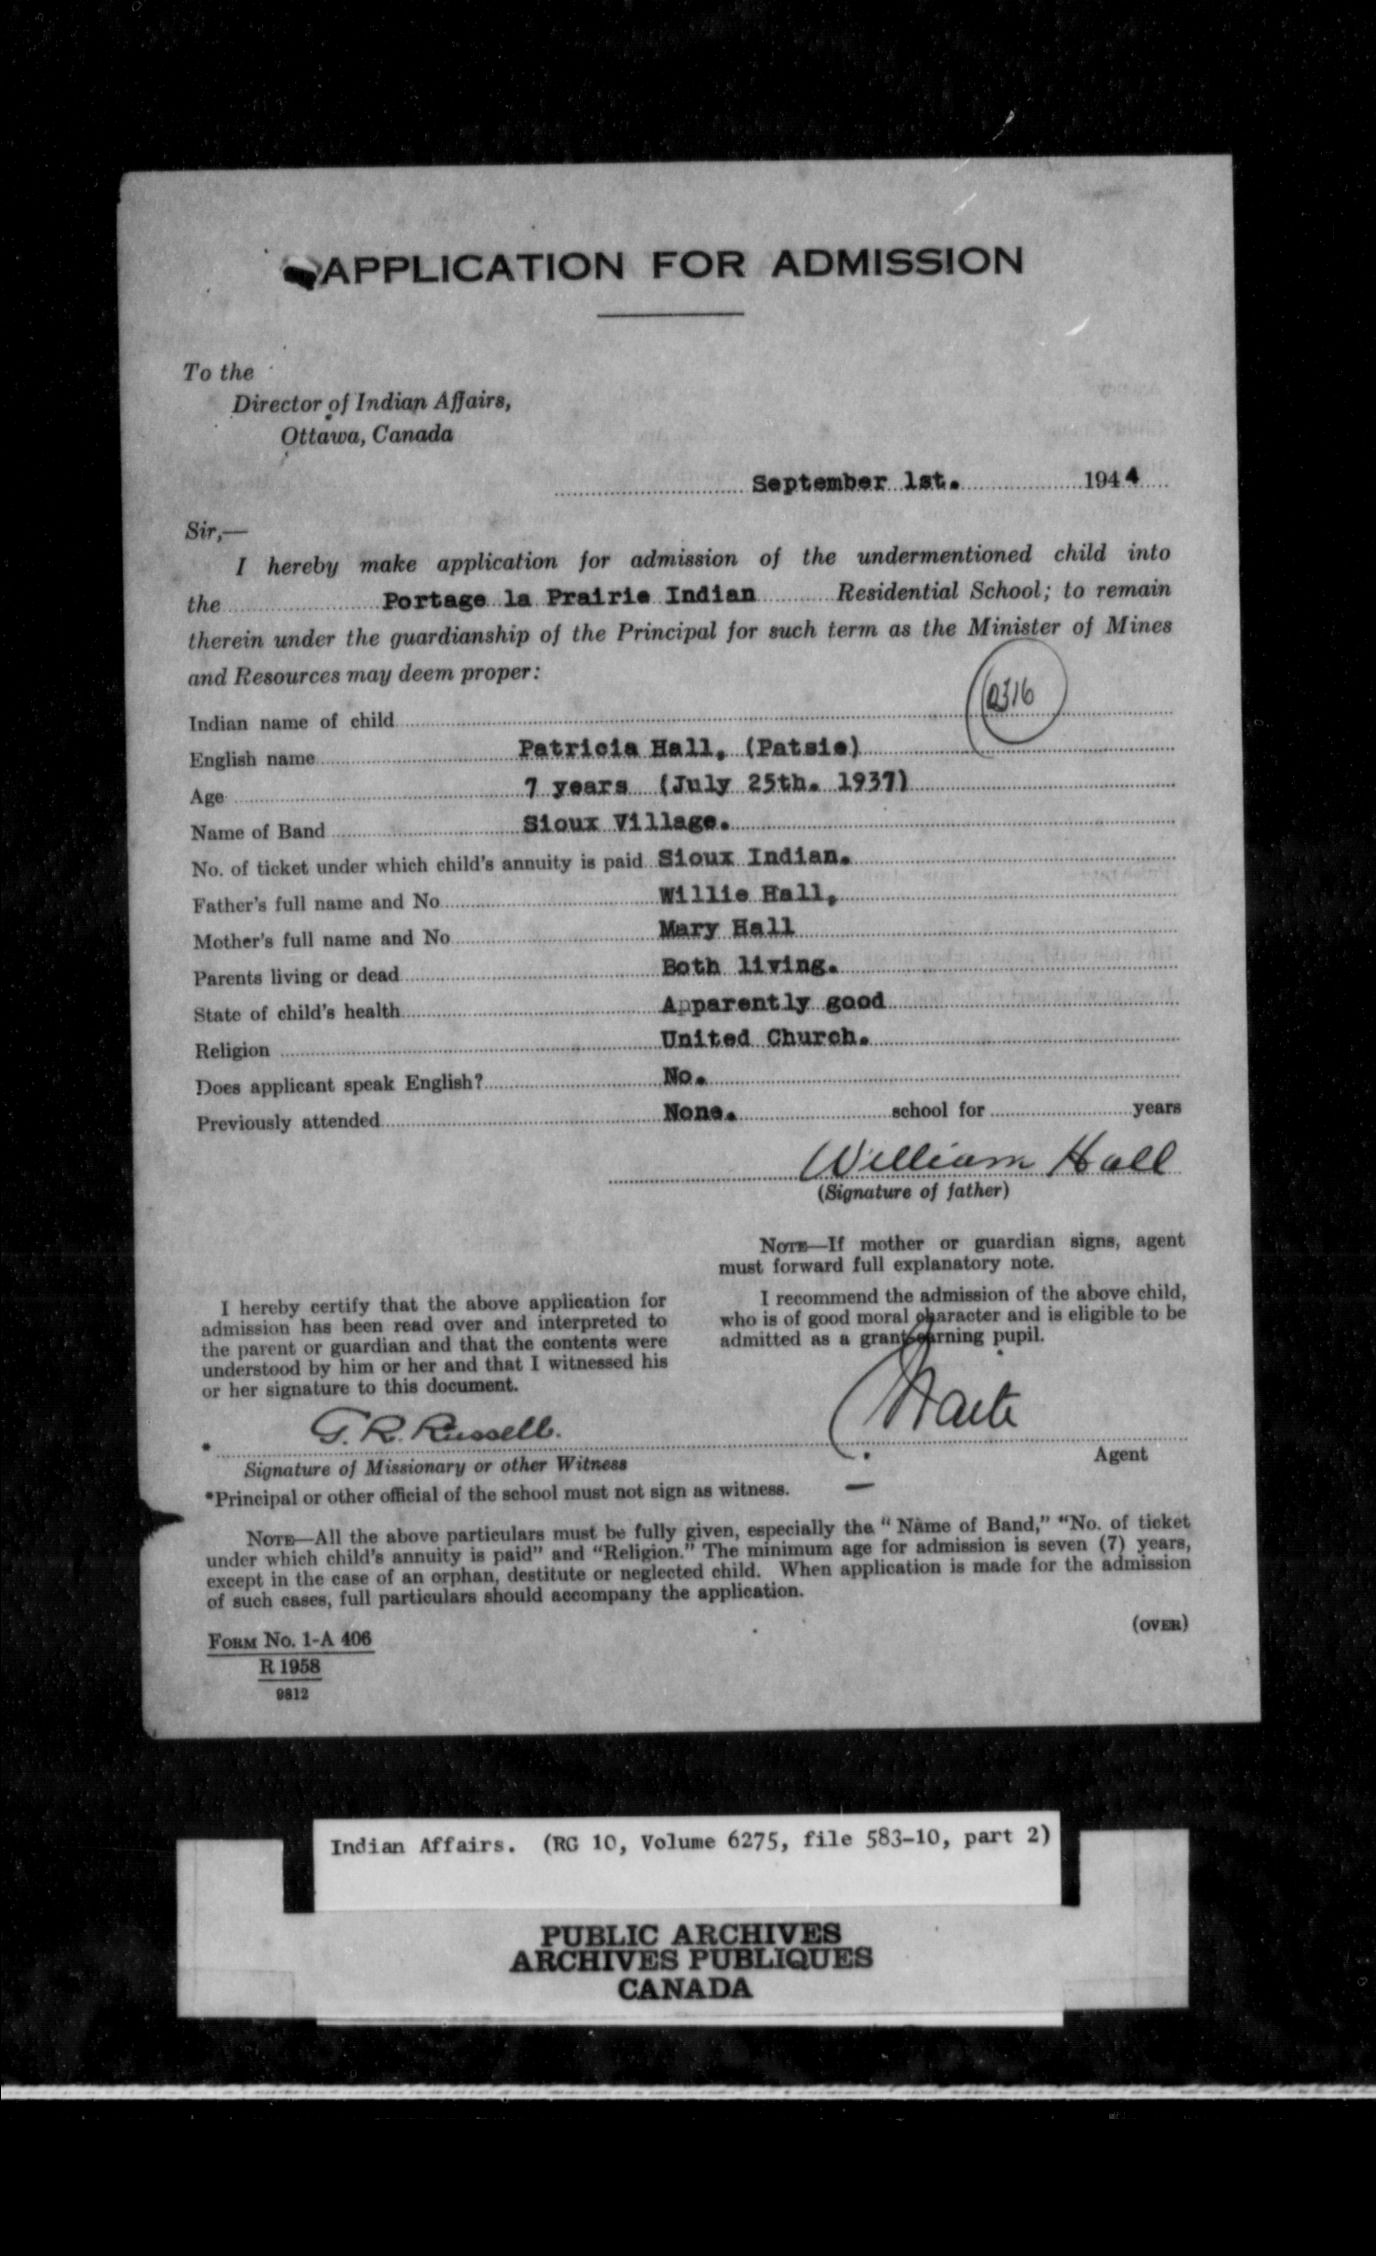 APPLICATION FOR ADMISSION
To the
Director of Indian Affairs,
Ottawa, Canada
September 1st. 1944
Sir,—
I hereby make application for admission of the undermentioned child into
the Portage la Prairie Indian Residential School; to remain
therein under the guardianship of the Principal for such term as the Minister of Mines
and Resources may deem proper:
0316
Indian name of child
English name Patricia Hall, (Patsie)
Age 7 years (July 25th. 1937)
Name of Band Sioux Village.
No. of ticket under which child's annuity is paid Sioux Indian.
Father's full name and No Willie Hall,
Mother's full name and No Mary Hall
Parents living or dead Both living.
State of child's health Apparently good
Religion United Church.
Does applicant speak English? No.
Previously attended None. school for years
William Hall
(Signature of father)
NOTE—If mother or guardian signs, agent
must forward full explanatory note.
I hereby certify that the above application for
admission has been read over and interpreted to
the parent or guardian and that the contents were
understood by him or her and that I witnessed his
or her signature to this document.
I recommend the admission of the above child,
who is of good moral character and is eligible to be
admitted as a grant-earning pupil.
G. R. Russell.
* Signature of Missionary or other Witness
Agent
*Principal or other official of the school must not sign as witness.
NOTE—All the above particulars must be fully given, especially the "Name of Band," "No. of ticket
under which child's annuity is paid" and "Religion." The minimum age for admission is seven (7) years,
except in the case of an orphan, destitute or neglected child. When application is made for the admission
of such cases, full particulars should accompany the application.
(OVER)
FORM No. 1-A 406
R 1958
9812
Indian Affairs. (RG 10, Volume 6275, file 583-10, part 2)
PUBLIC ARCHIVES
ARCHIVES PUBLIQUES
CANADA